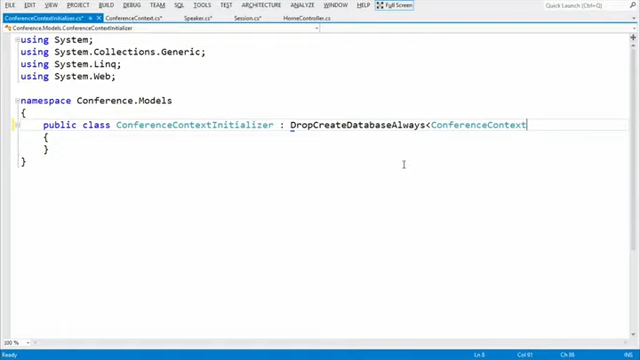 FILE EDIT VIEW PROJECT BUILD DEBUG TEAM SQL TOOLS TEST ARCHITECTURE ANALYZE WINDOW HELP Full Screen Quick Launch (Ctrl+Q)
ConferenceContextInitializer.cs* ConferenceContext.cs* Speaker.cs* Session.cs* HomeController.cs
Conference.Models.ConferenceContextInitializer
using System;
using System.Collections.Generic;
using System.Linq;
using System.Web;
namespace Conference.Models
{
public class ConferenceContextInitializer : DropCreateDatabaseAlways<ConferenceContext
{
}
}
100 %
Ready Ln 8 Col 91 Ch 88 INS